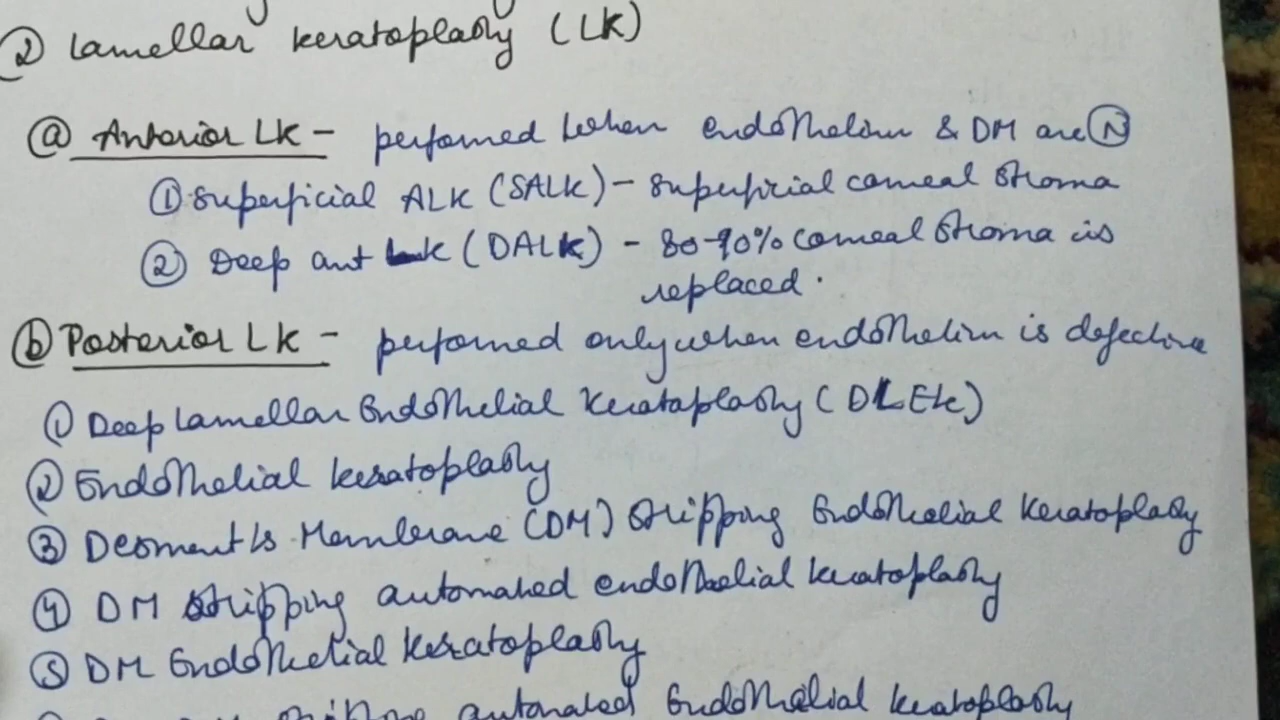 ② Lamellar keratoplasty (LK)
ⓐ Anterior LK - performed when endothelium & DM are Ⓝ
① Superficial ALK (SALK) - superficial corneal stroma
② Deep ant LK (DALK) - 80-90% corneal stroma is
replaced.
ⓑ Posterior LK - performed only when endothelium is defective
① Deep Lamellar Endothelial Keratoplasty (DLEK)
② Endothelial keratoplasty
③ Desment's Membrane (DM) stripping Endothelial Keratoplasty
④ DM stripping automated endothelial keratoplasty
⑤ DM Endothelial Keratoplasty
automated Endothelial keratoplasty